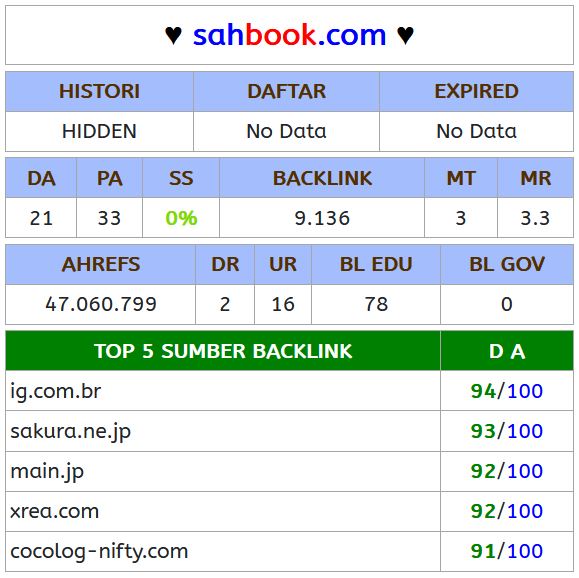 ♥ sahbook.com ♥
HISTORI DAFTAR EXPIRED
HIDDEN No Data No Data
DA PA SS BACKLINK MT MR
21 33 0% 9.136 3 3.3
AHREFS DR UR BL EDU BL GOV
47.060.799 2 16 78 0
TOP 5 SUMBER BACKLINK D A
ig.com.br 94/100
sakura.ne.jp 93/100
main.jp 92/100
xrea.com 92/100
cocolog-nifty.com 91/100